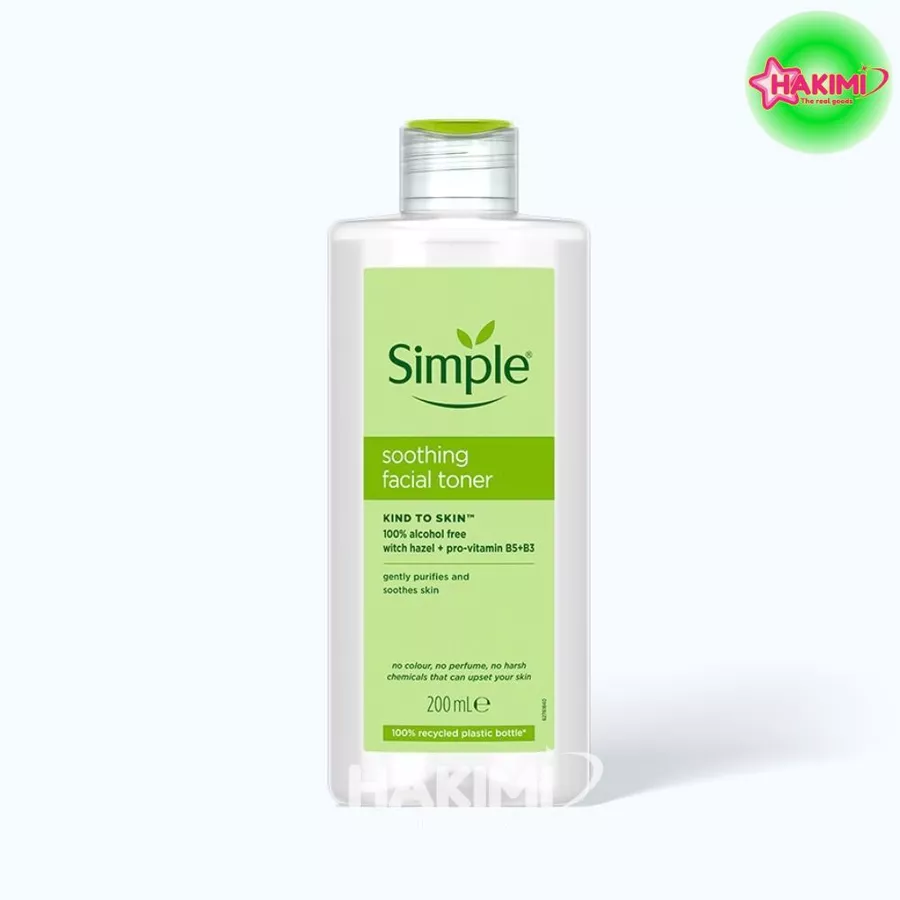 HAKIMI
The real goods
Simple®
soothing
facial toner
KIND TO SKIN™
100% alcohol free
witch hazel + pro-vitamin B5+B3
gently purifies and
soothes skin
no colour, no perfume, no harsh
chemicals that can upset your skin
200 mL℮
100% recycled plastic bottle*
HAKIMI